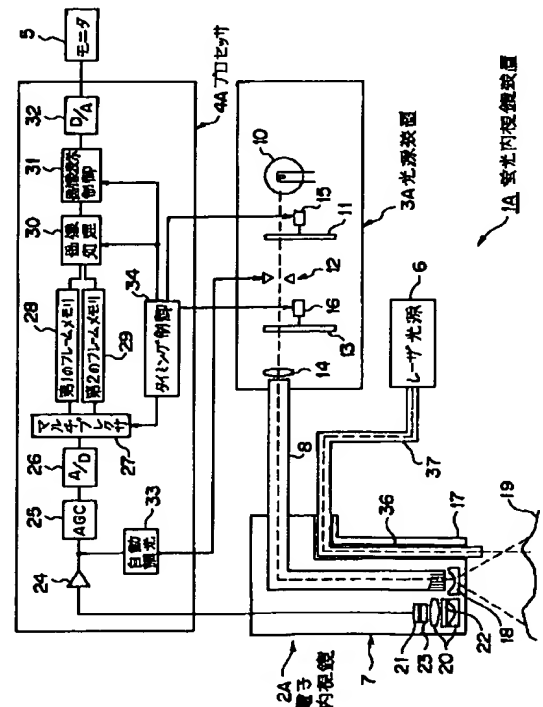 5
モニタ
4Aプロセッサ
32
D/A
31
画像表示
制御
30
画像
処理
28
第1のフレームメモリ
第2のフレームメモリ
29
マルチプレクサ
27
26
A/D
25
AGC
24
33
自動
調光
34
タイミング制御
3A光源装置
10
15
11
12
16
13
14
8
6
レーザ光源
37
1A 蛍光内視鏡装置
36
17
19
18
22
20
23
21
7
2A
電子
内視鏡